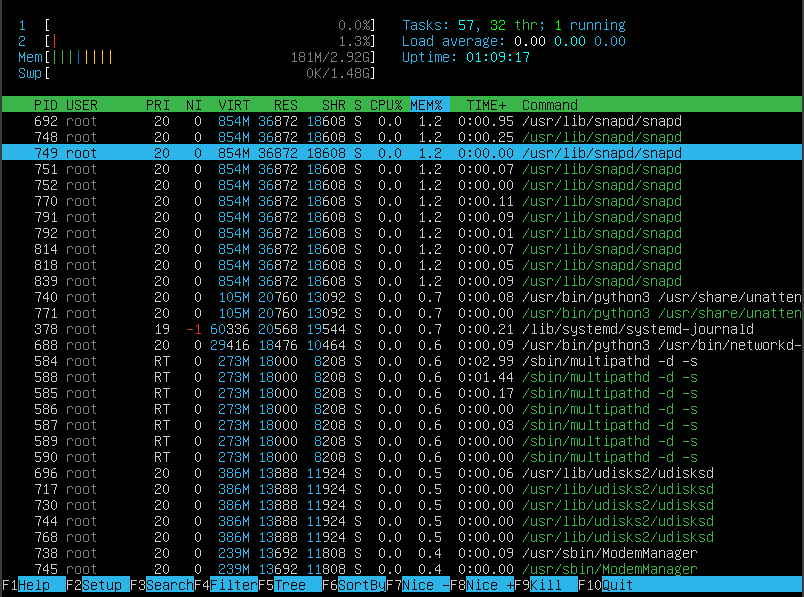 1 [ 0.0%] Tasks: 57, 32 thr; 1 running
2 [| 1.3%] Load average: 0.00 0.00 0.00
Mem[||||||||| 181M/2.92G] Uptime: 01:09:17
Swp[ 0K/1.48G]
PID USER PRI NI VIRT RES SHR S CPU% MEM% TIME+ Command
692 root 20 0 854M 36872 18608 S 0.0 1.2 0:00.95 /usr/lib/snapd/snapd
748 root 20 0 854M 36872 18608 S 0.0 1.2 0:00.25 /usr/lib/snapd/snapd
749 root 20 0 854M 36872 18608 S 0.0 1.2 0:00.00 /usr/lib/snapd/snapd
751 root 20 0 854M 36872 18608 S 0.0 1.2 0:00.07 /usr/lib/snapd/snapd
752 root 20 0 854M 36872 18608 S 0.0 1.2 0:00.00 /usr/lib/snapd/snapd
770 root 20 0 854M 36872 18608 S 0.0 1.2 0:00.11 /usr/lib/snapd/snapd
791 root 20 0 854M 36872 18608 S 0.0 1.2 0:00.09 /usr/lib/snapd/snapd
792 root 20 0 854M 36872 18608 S 0.0 1.2 0:00.01 /usr/lib/snapd/snapd
814 root 20 0 854M 36872 18608 S 0.0 1.2 0:00.07 /usr/lib/snapd/snapd
818 root 20 0 854M 36872 18608 S 0.0 1.2 0:00.05 /usr/lib/snapd/snapd
839 root 20 0 854M 36872 18608 S 0.0 1.2 0:00.09 /usr/lib/snapd/snapd
740 root 20 0 105M 20760 13092 S 0.0 0.7 0:00.08 /usr/bin/python3 /usr/share/unatten
771 root 20 0 105M 20760 13092 S 0.0 0.7 0:00.00 /usr/bin/python3 /usr/share/unatten
378 root 19 -1 60336 20568 19544 S 0.0 0.7 0:00.21 /lib/systemd/systemd-journald
688 root 20 0 29416 18476 10464 S 0.0 0.6 0:00.09 /usr/bin/python3 /usr/bin/networkd-
584 root RT 0 273M 18000 8208 S 0.0 0.6 0:02.99 /sbin/multipathd -d -s
588 root RT 0 273M 18000 8208 S 0.0 0.6 0:01.44 /sbin/multipathd -d -s
585 root RT 0 273M 18000 8208 S 0.0 0.6 0:00.17 /sbin/multipathd -d -s
586 root RT 0 273M 18000 8208 S 0.0 0.6 0:00.00 /sbin/multipathd -d -s
587 root RT 0 273M 18000 8208 S 0.0 0.6 0:00.03 /sbin/multipathd -d -s
589 root RT 0 273M 18000 8208 S 0.0 0.6 0:00.00 /sbin/multipathd -d -s
590 root RT 0 273M 18000 8208 S 0.0 0.6 0:00.00 /sbin/multipathd -d -s
696 root 20 0 386M 13888 11924 S 0.0 0.5 0:00.06 /usr/lib/udisks2/udisksd
717 root 20 0 386M 13888 11924 S 0.0 0.5 0:00.00 /usr/lib/udisks2/udisksd
730 root 20 0 386M 13888 11924 S 0.0 0.5 0:00.00 /usr/lib/udisks2/udisksd
744 root 20 0 386M 13888 11924 S 0.0 0.5 0:00.00 /usr/lib/udisks2/udisksd
768 root 20 0 386M 13888 11924 S 0.0 0.5 0:00.00 /usr/lib/udisks2/udisksd
738 root 20 0 239M 13692 11808 S 0.0 0.4 0:00.09 /usr/sbin/ModemManager
745 root 20 0 239M 13692 11808 S 0.0 0.4 0:00.00 /usr/sbin/ModemManager
F1Help F2Setup F3SearchF4FilterF5Tree F6SortByF7Nice -F8Nice +F9Kill F10Quit